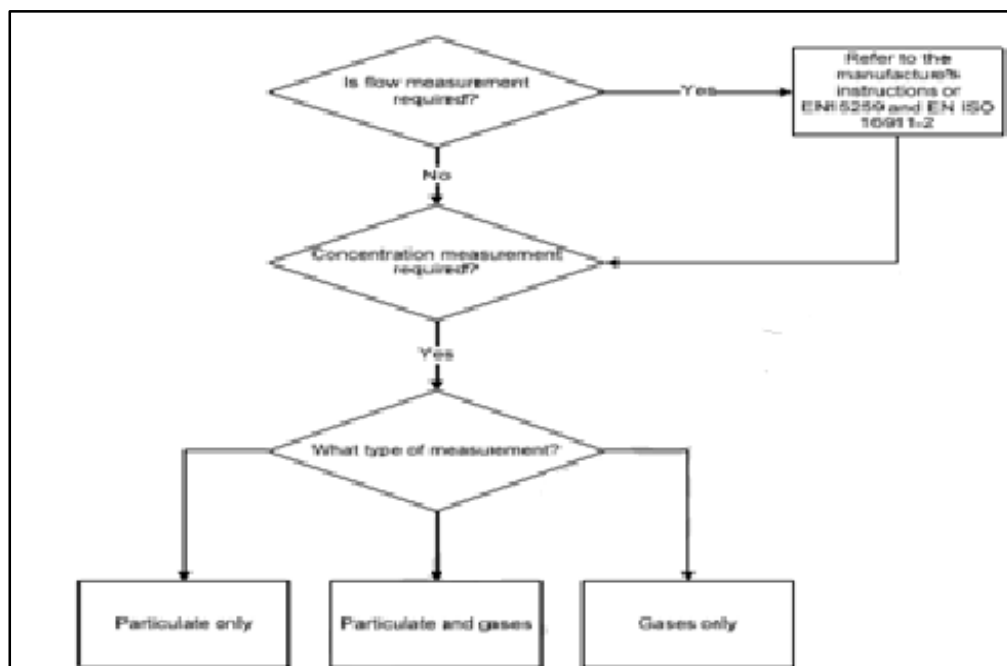 Is flow measurement
required?
Yes
Refer to the
manufacture's
instructions or
EN15259 and EN ISO
16911-2
No
Concentration measurement
required?
Yes
What type of measurement?
Particulate only
Particulate and gases
Gases only